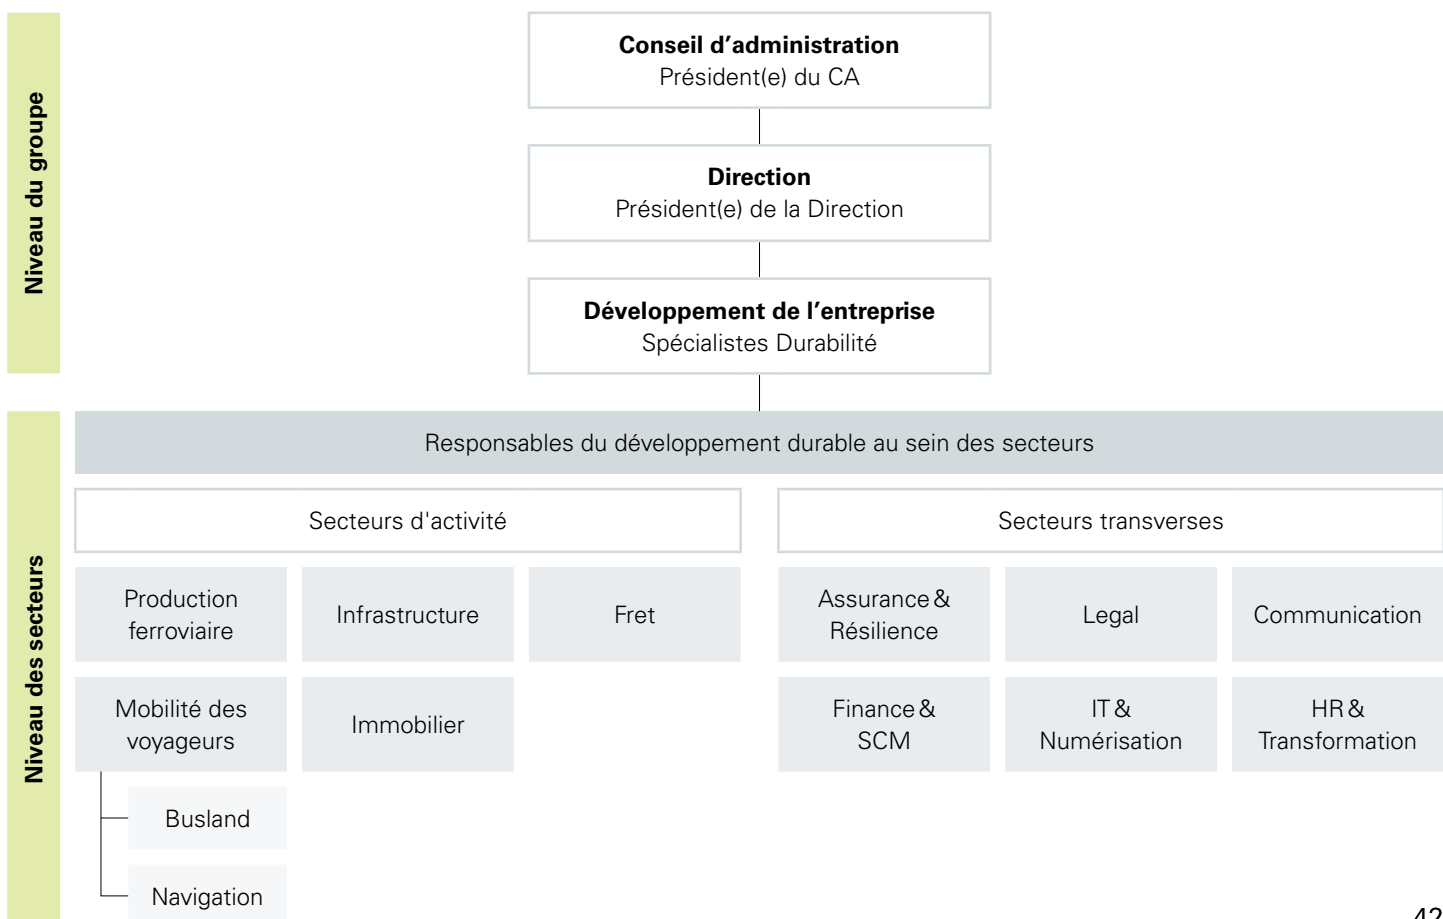 Niveau du groupe
Conseil d’administration
Président(e) du CA
Direction
Président(e) de la Direction
Développement de l’entreprise
Spécialistes Durabilité
Niveau des secteurs
Responsables du développement durable au sein des secteurs
Secteurs d'activité
Production
ferroviaire
Infrastructure
Fret
Mobilité des
voyageurs
Immobilier
Busland
Navigation
Secteurs transverses
Assurance &
Résilience
Legal
Communication
Finance &
SCM
IT &
Numérisation
HR &
Transformation
42